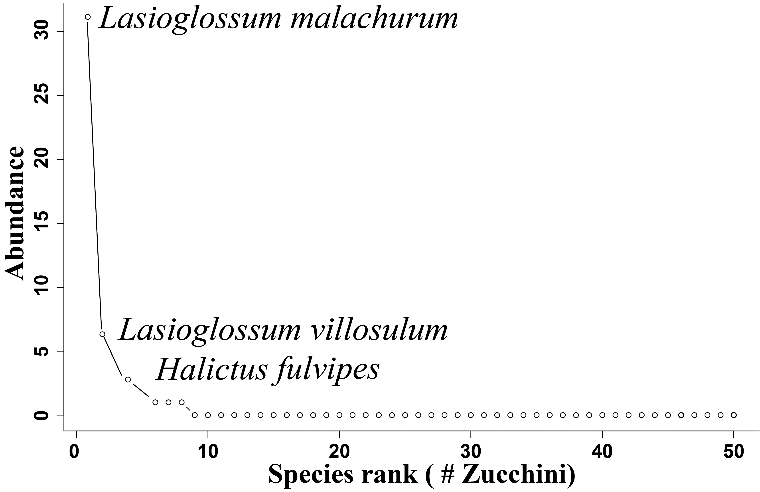 Lasioglossum malachurum
30
25
20
15
10
5
0
Abundance
Lasioglossum villosulum
Halictus fulvipes
0 10 20 30 40 50
Species rank ( # Zucchini)